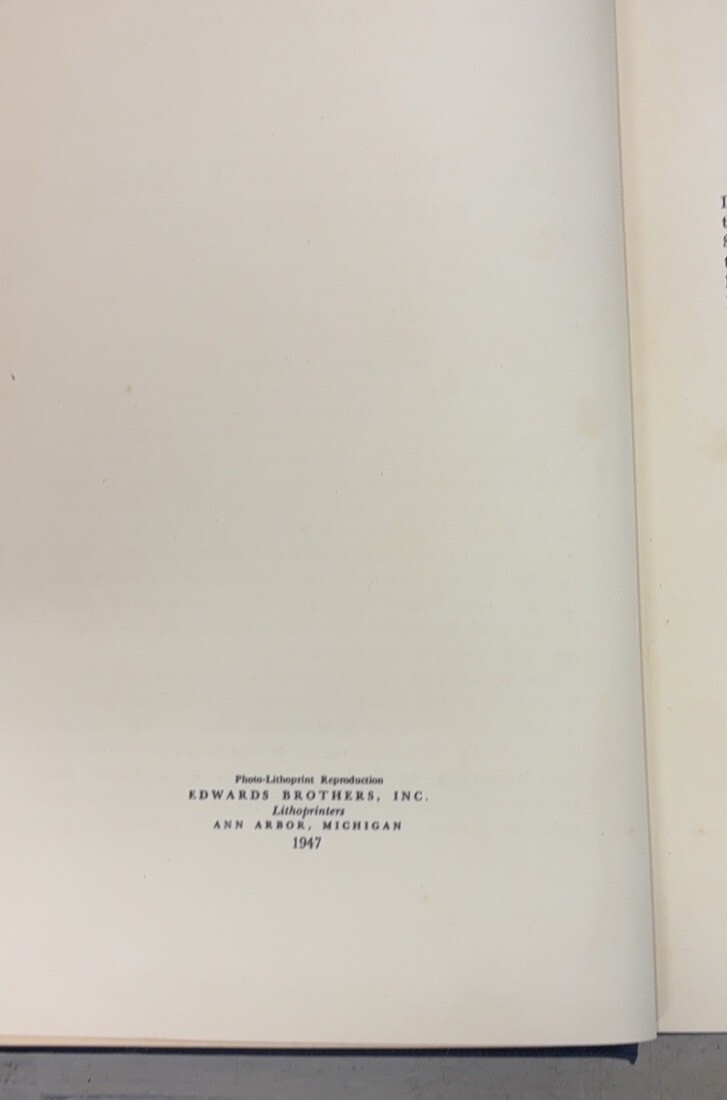 Photo-Lithoprint Reproduction
EDWARDS BROTHERS, INC.
Lithoprinters
ANN ARBOR, MICHIGAN
1947